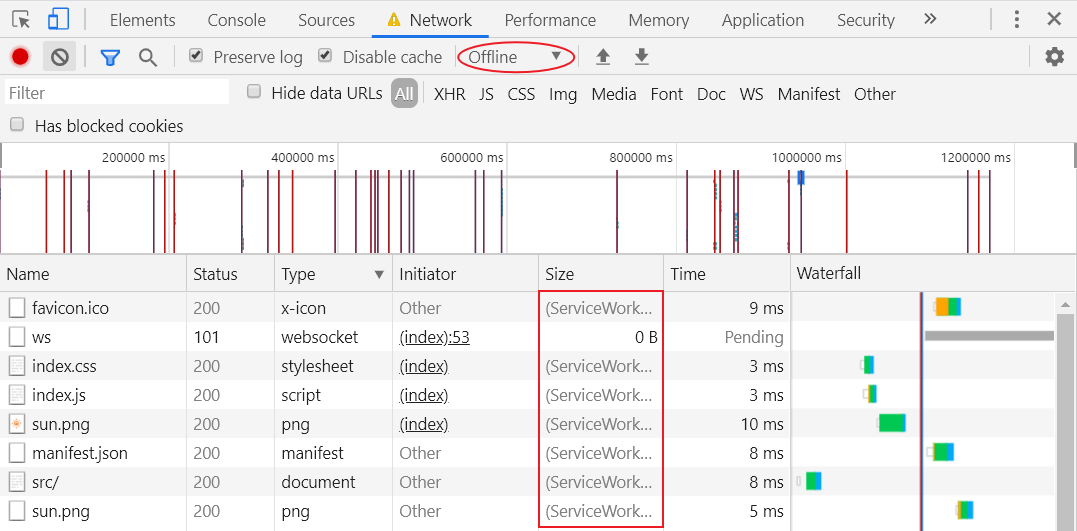 Elements Console Sources Network Performance Memory Application Security »
Preserve log Disable cache Offline ▼
Filter Hide data URLs All XHR JS CSS Img Media Font Doc WS Manifest Other
Has blocked cookies
200000 ms 400000 ms 600000 ms 800000 ms 1000000 ms 1200000 ms
Name Status Type ▼ Initiator Size Time Waterfall
favicon.ico 200 x-icon Other (ServiceWork... 9 ms
ws 101 websocket (index):53 0 B Pending
index.css 200 stylesheet (index) (ServiceWork... 3 ms
index.js 200 script (index) (ServiceWork... 3 ms
sun.png 200 png (index) (ServiceWork... 10 ms
manifest.json 200 manifest Other (ServiceWork... 8 ms
src/ 200 document Other (ServiceWork... 8 ms
sun.png 200 png Other (ServiceWork... 5 ms